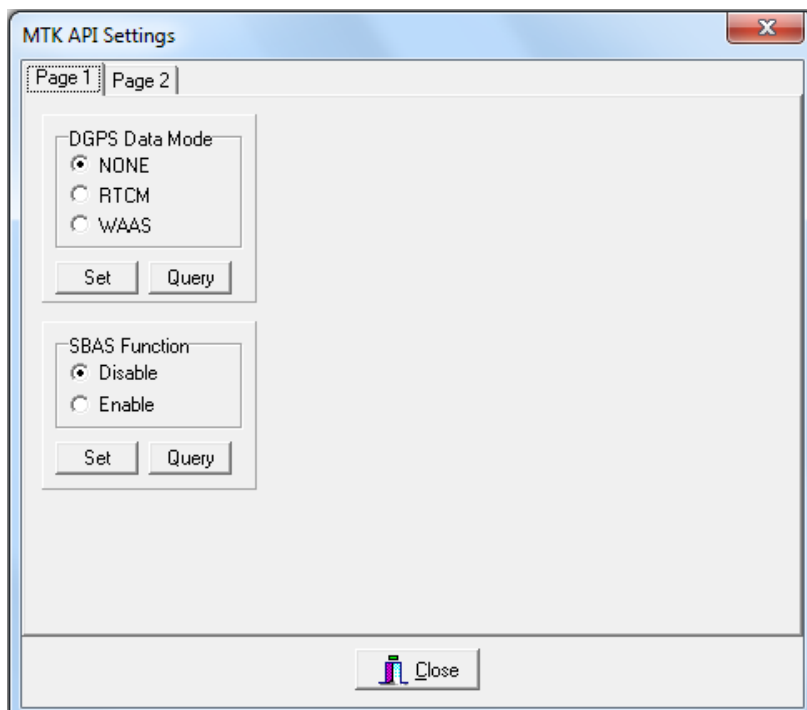 MTK API Settings
Page 1 Page 2
DGPS Data Mode
NONE
RTCM
WAAS
Set Query
SBAS Function
Disable
Enable
Set Query
Close